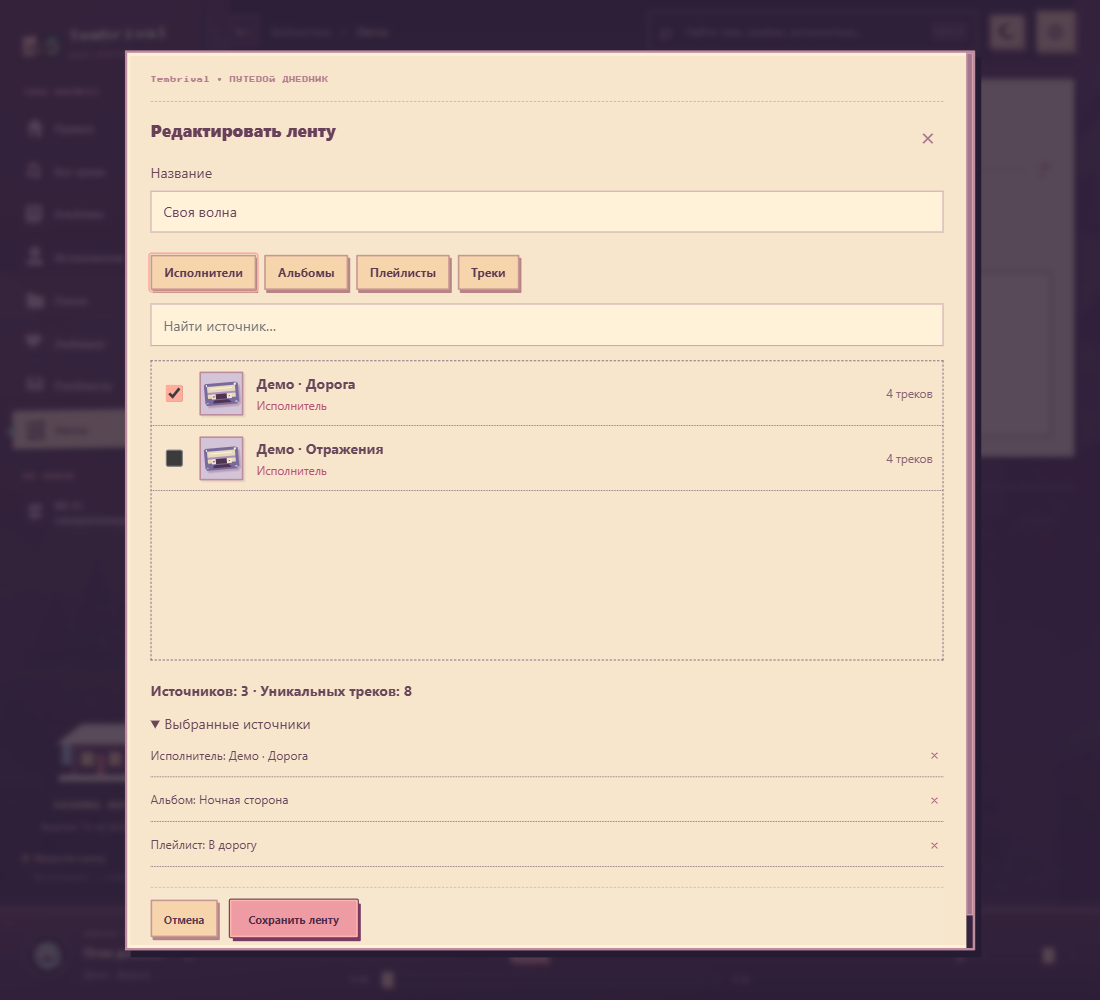 Tembrival
Tembrival • ПУТЕВОЙ ДНЕВНИК
Редактировать ленту
×
Название
Своя волна
Исполнители Альбомы Плейлисты Треки
Найти источник...
Демо · Дорога
Исполнитель
4 треков
Демо · Отражения
Исполнитель
4 треков
Источников: 3 · Уникальных треков: 8
▼ Выбранные источники
Исполнитель: Демо · Дорога ×
Альбом: Ночная сторона ×
Плейлист: В дорогу ×
Отмена Сохранить ленту